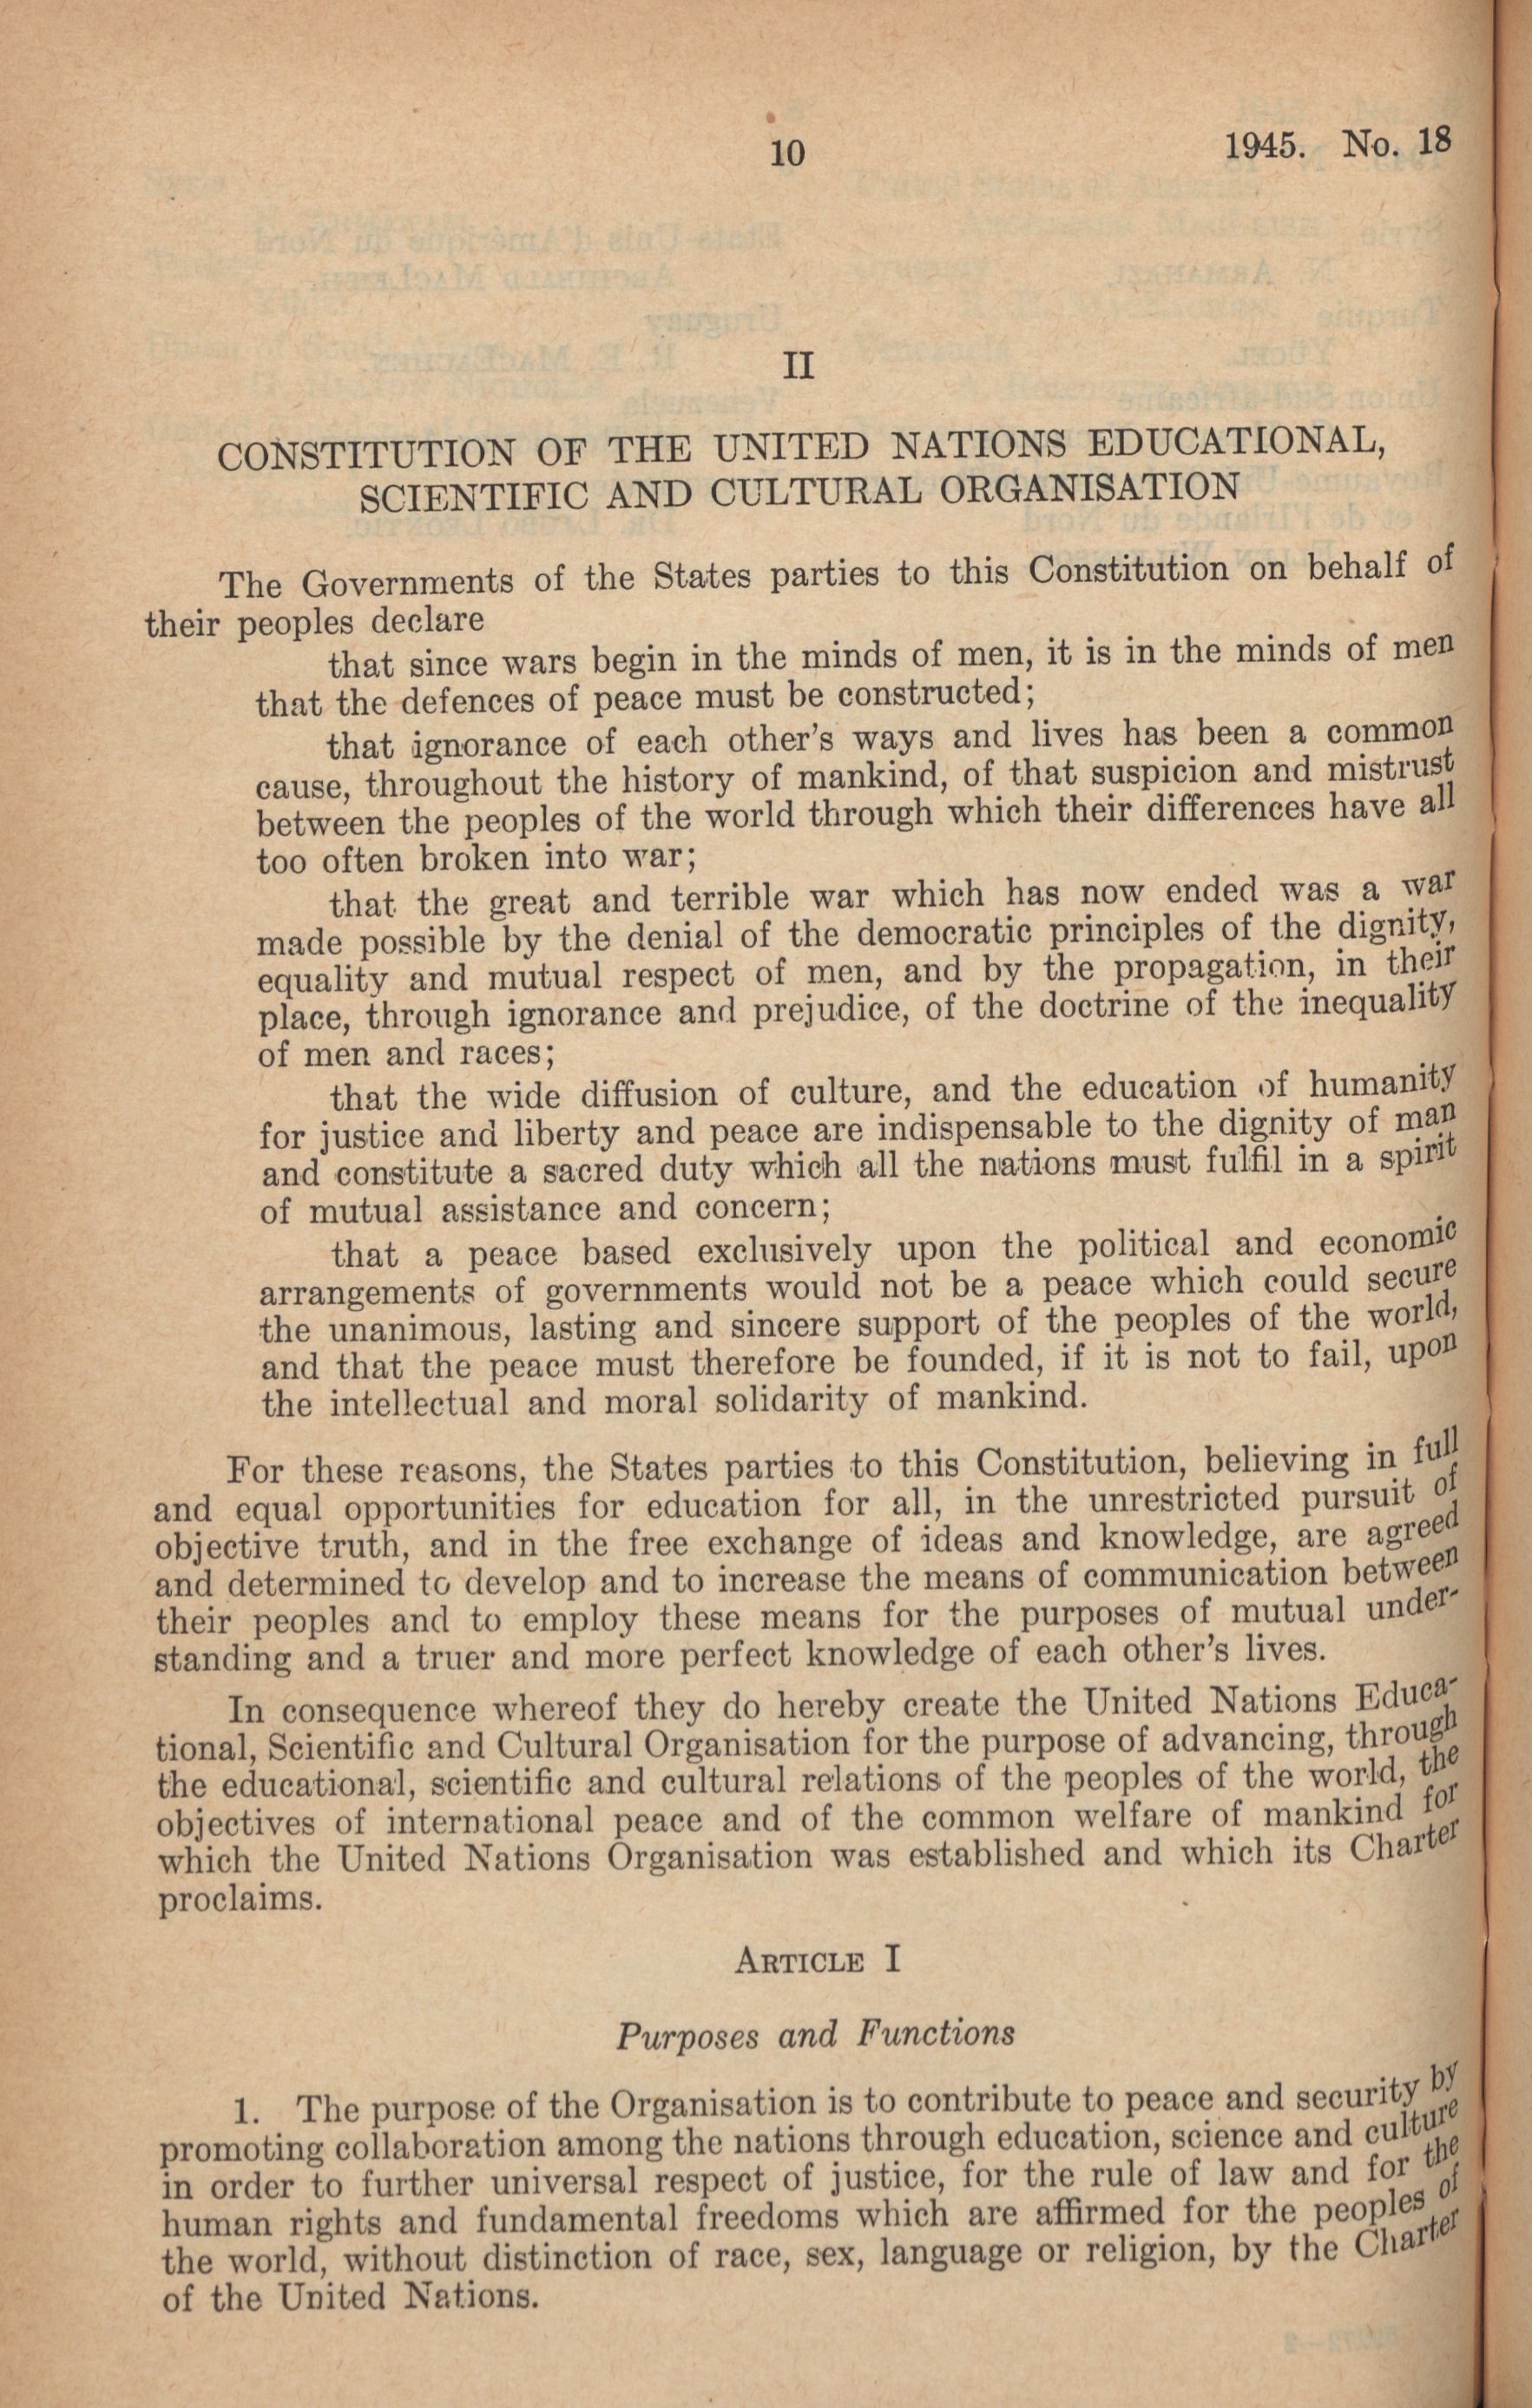 10
1945. No. 18
II
CONSTITUTION OF THE UNITED NATIONS EDUCATIONAL,
SCIENTIFIC AND CULTURAL ORGANISATION
The Governments of the States parties to this Constitution on behalf of
their peoples declare
that since wars begin in the minds of men, it is in the minds of men
that the defences of peace must be constructed;
that ignorance of each other's ways and lives has been a common
cause, throughout the history of mankind, of that suspicion and mistrust
between the peoples of the world through which their differences have all
too often broken into war;
that the great and terrible war which has now ended was a war
made possible by the denial of the democratic principles of the dignity,
equality and mutual respect of men, and by the propagation, in their
place, through ignorance and prejudice, of the doctrine of the inequality
of men and races;
that the wide diffusion of culture, and the education of humanity
for justice and liberty and peace are indispensable to the dignity of man
and constitute a sacred duty which all the nations must fulfil in a spirit
of mutual assistance and concern;
that a peace based exclusively upon the political and economic
arrangements of governments would not be a peace which could secure
the unanimous, lasting and sincere support of the peoples of the world,
and that the peace must therefore be founded, if it is not to fail, upon
the intellectual and moral solidarity of mankind.
For these reasons, the States parties to this Constitution, believing in full
and equal opportunities for education for all, in the unrestricted pursuit of
objective truth, and in the free exchange of ideas and knowledge, are agreed
and determined to develop and to increase the means of communication between
their peoples and to employ these means for the purposes of mutual under-
standing and a truer and more perfect knowledge of each other's lives.
In consequence whereof they do hereby create the United Nations Educa-
tional, Scientific and Cultural Organisation for the purpose of advancing, through
the educational, scientific and cultural relations of the peoples of the world, the
objectives of international peace and of the common welfare of mankind for
which the United Nations Organisation was established and which its Charter
proclaims.
ARTICLE I
Purposes and Functions
1. The purpose of the Organisation is to contribute to peace and security by
promoting collaboration among the nations through education, science and culture
in order to further universal respect of justice, for the rule of law and for the
human rights and fundamental freedoms which are affirmed for the peoples of
the world, without distinction of race, sex, language or religion, by the Charter
of the United Nations.